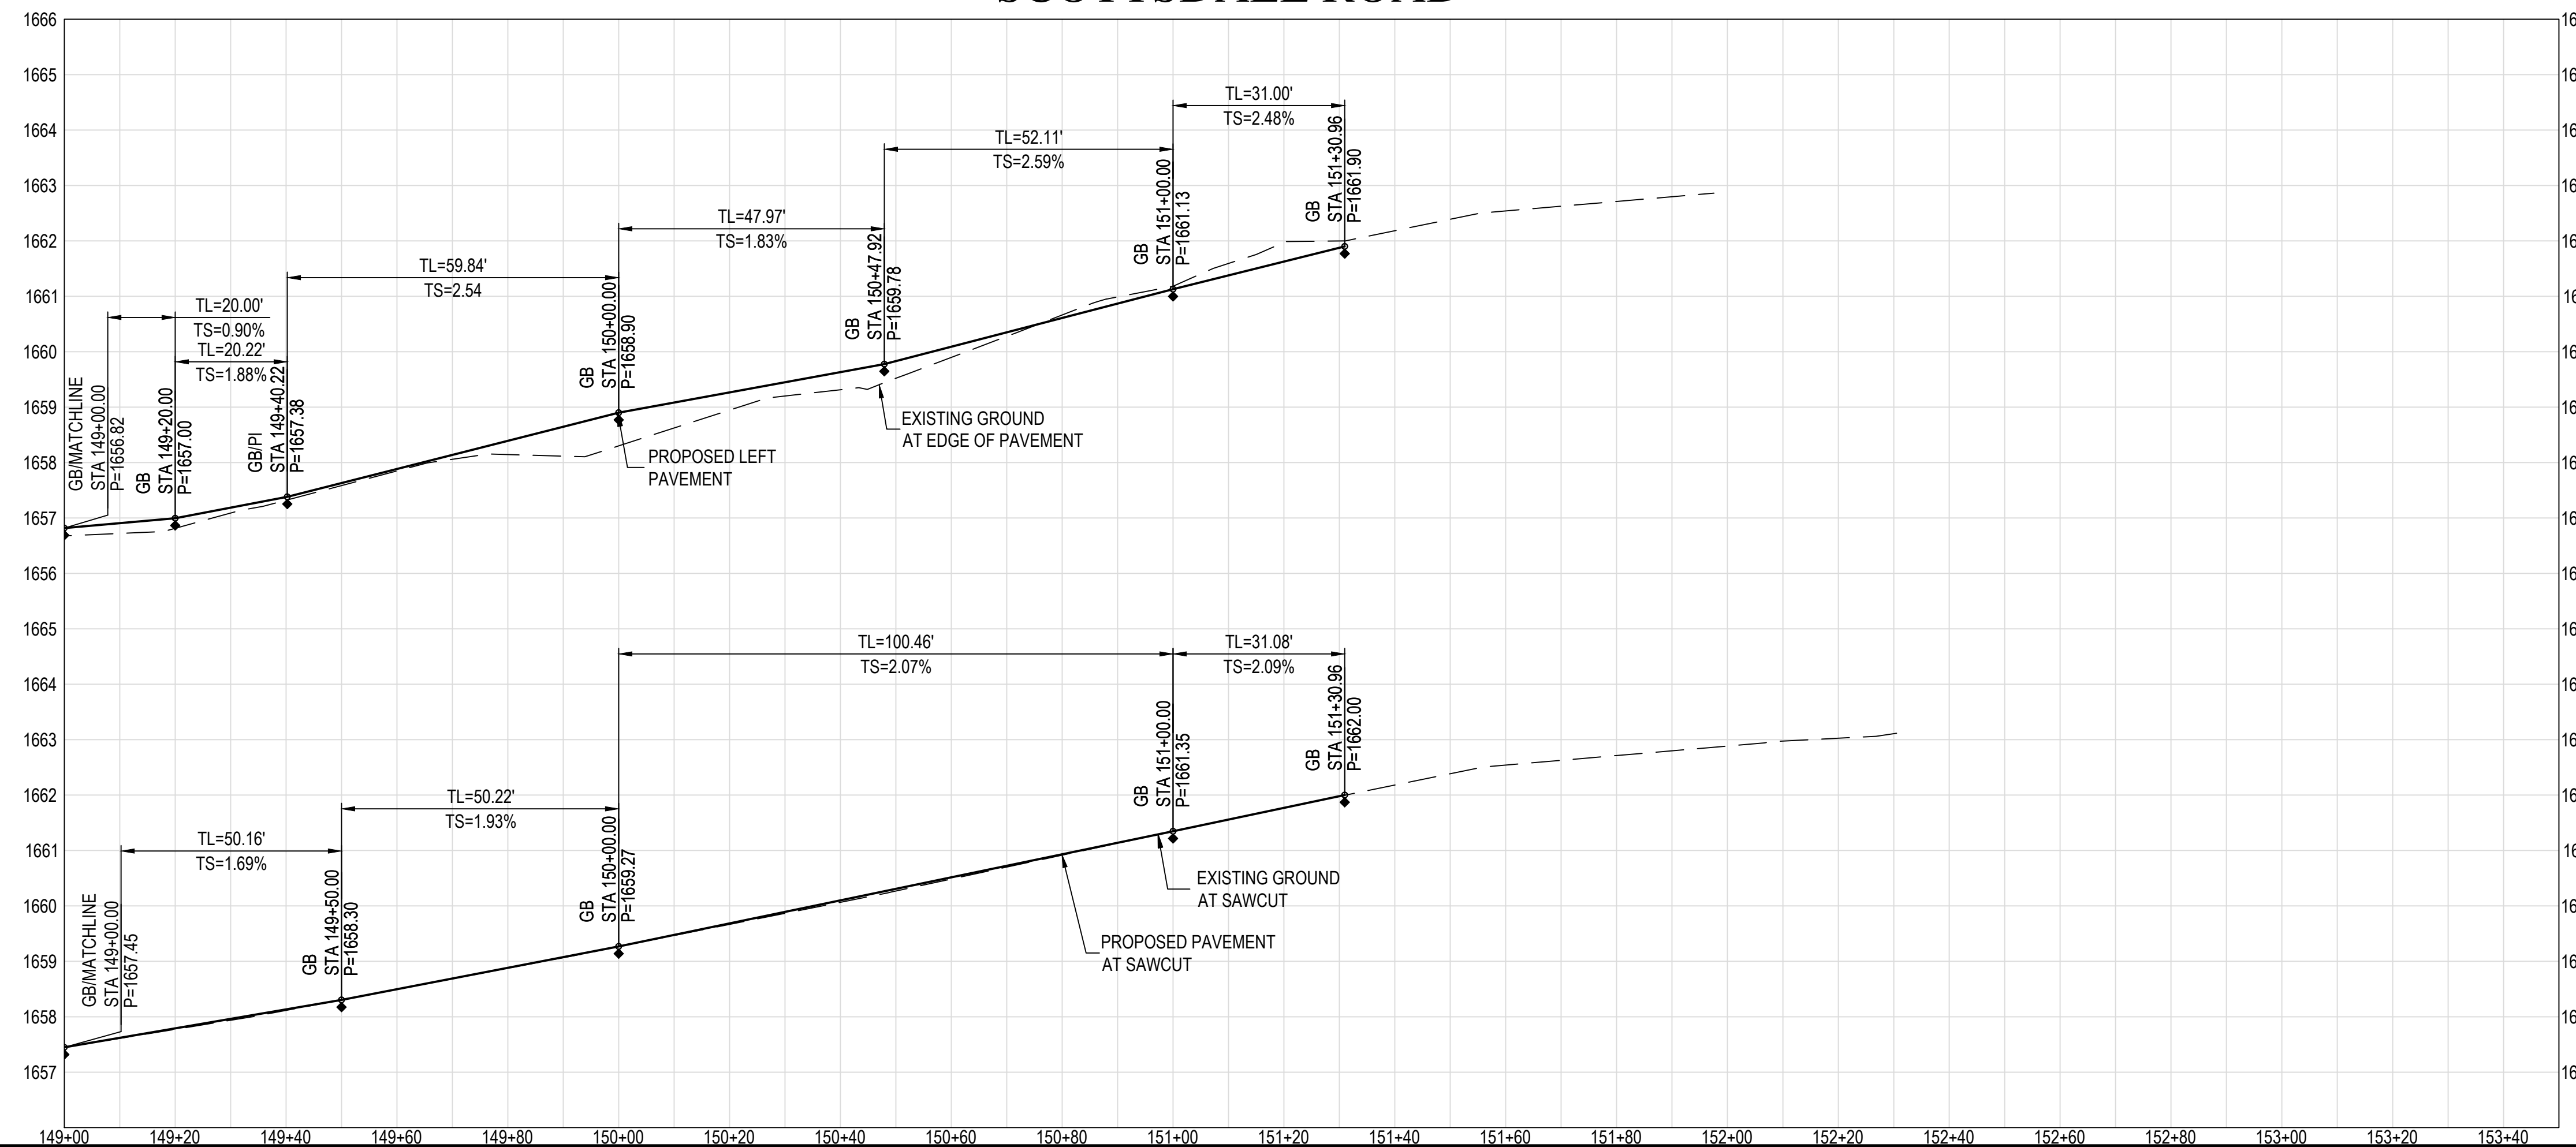 SCOTTSDALE ROAD
1666
1665
1664
1663
1662
1661
1660
1659
1658
1657
1656
TL=20.00'
TS=0.90%
TL=20.22'
TS=1.88%
TL=59.84'
TS=2.54
TL=47.97'
TS=1.83%
TL=52.11'
TS=2.59%
TL=31.00'
TS=2.48%
GB/MATCHLINE
STA 149+00.00
P=1656.82
GB
STA 149+20.00
P=1657.00
GB/PI
STA 149+40.22
P=1657.38
GB
STA 150+00.00
P=1658.90
GB
STA 150+47.92
P=1659.78
GB
STA 151+00.00
P=1661.13
GB
STA 151+30.96
P=1661.90
PROPOSED LEFT
PAVEMENT
EXISTING GROUND
AT EDGE OF PAVEMENT
1665
1664
1663
1662
1661
1660
1659
1658
1657
TL=50.16'
TS=1.69%
TL=50.22'
TS=1.93%
TL=100.46'
TS=2.07%
TL=31.08'
TS=2.09%
GB/MATCHLINE
STA 149+00.00
P=1657.45
GB
STA 149+50.00
P=1658.30
GB
STA 150+00.00
P=1659.27
GB
STA 151+00.00
P=1661.35
GB
STA 151+30.96
P=1662.00
EXISTING GROUND
AT SAWCUT
PROPOSED PAVEMENT
AT SAWCUT
149+00 149+20 149+40 149+60 149+80 150+00 150+20 150+40 150+60 150+80 151+00 151+20 151+40 151+60 151+80 152+00 152+20 152+40 152+60 152+80 153+00 153+20 153+40